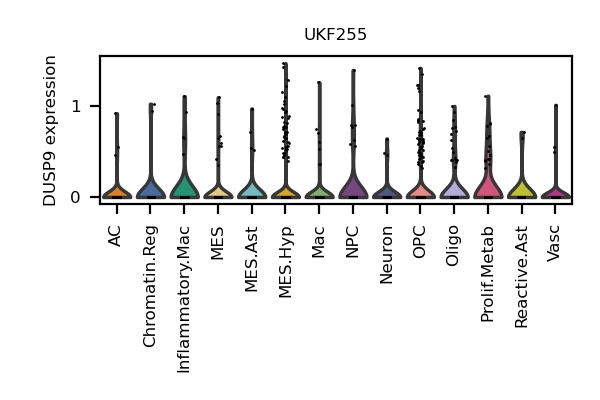 UKF255
DUSP9 expression
1
0
AC
Chromatin.Reg
Inflammatory.Mac
MES
MES.Ast
MES.Hyp
Mac
NPC
Neuron
OPC
Oligo
Prolif.Metab
Reactive.Ast
Vasc